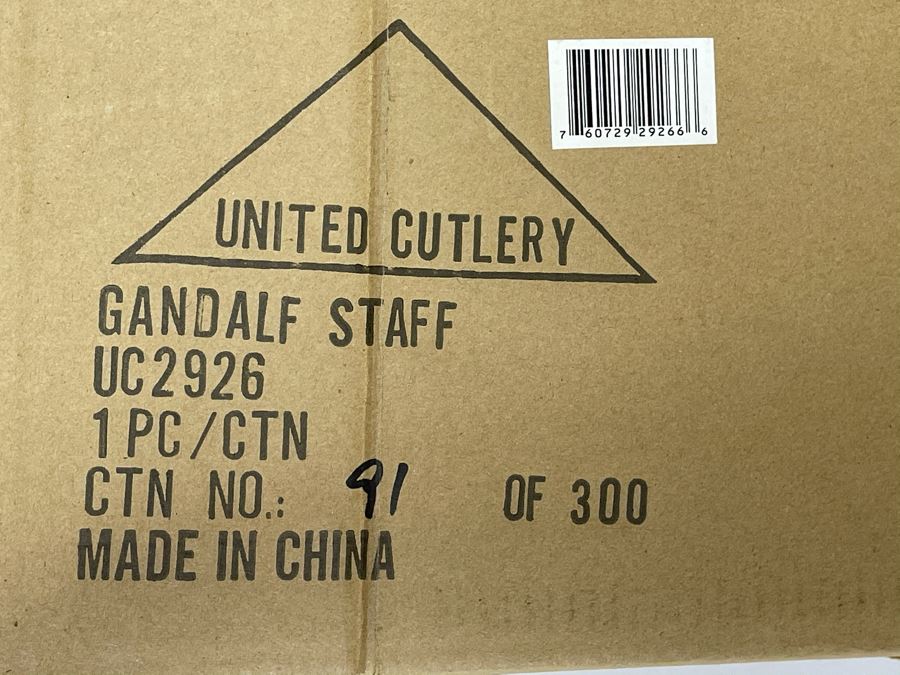 7 60729 29266 6
UNITED CUTLERY
GANDALF STAFF
UC2926
1 PC/CTN
CTN NO.: 91 OF 300
MADE IN CHINA